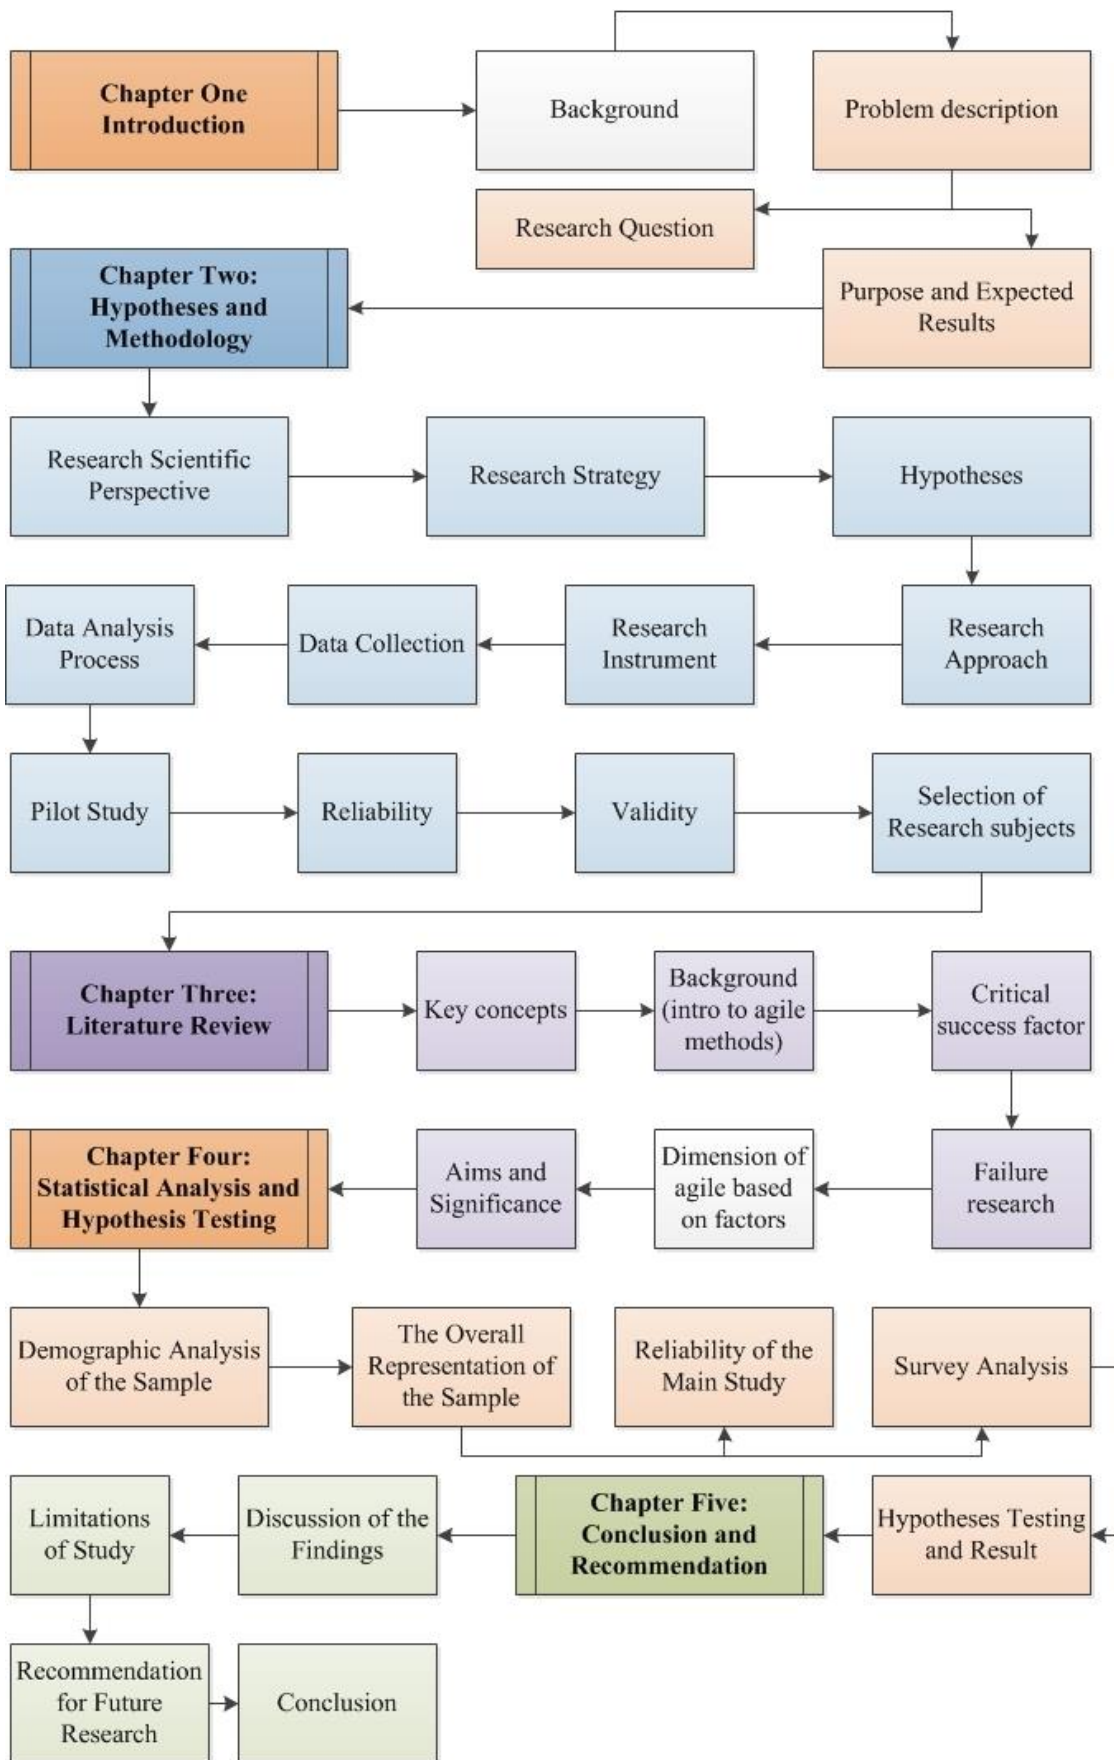 Chapter One
Introduction
Background
Problem description
Research Question
Purpose and Expected
Results
Chapter Two:
Hypotheses and
Methodology
Research Scientific
Perspective
Research Strategy
Hypotheses
Research
Approach
Research
Instrument
Data Collection
Data Analysis
Process
Pilot Study
Reliability
Validity
Selection of
Research subjects
Chapter Three:
Literature Review
Key concepts
Background
(intro to agile
methods)
Critical
success factor
Failure
research
Dimension of
agile based
on factors
Aims and
Significance
Chapter Four:
Statistical Analysis and
Hypothesis Testing
Demographic Analysis
of the Sample
The Overall
Representation of
the Sample
Reliability of the
Main Study
Survey Analysis
Hypotheses Testing
and Result
Chapter Five:
Conclusion and
Recommendation
Discussion of the
Findings
Limitations
of Study
Recommendation
for Future
Research
Conclusion